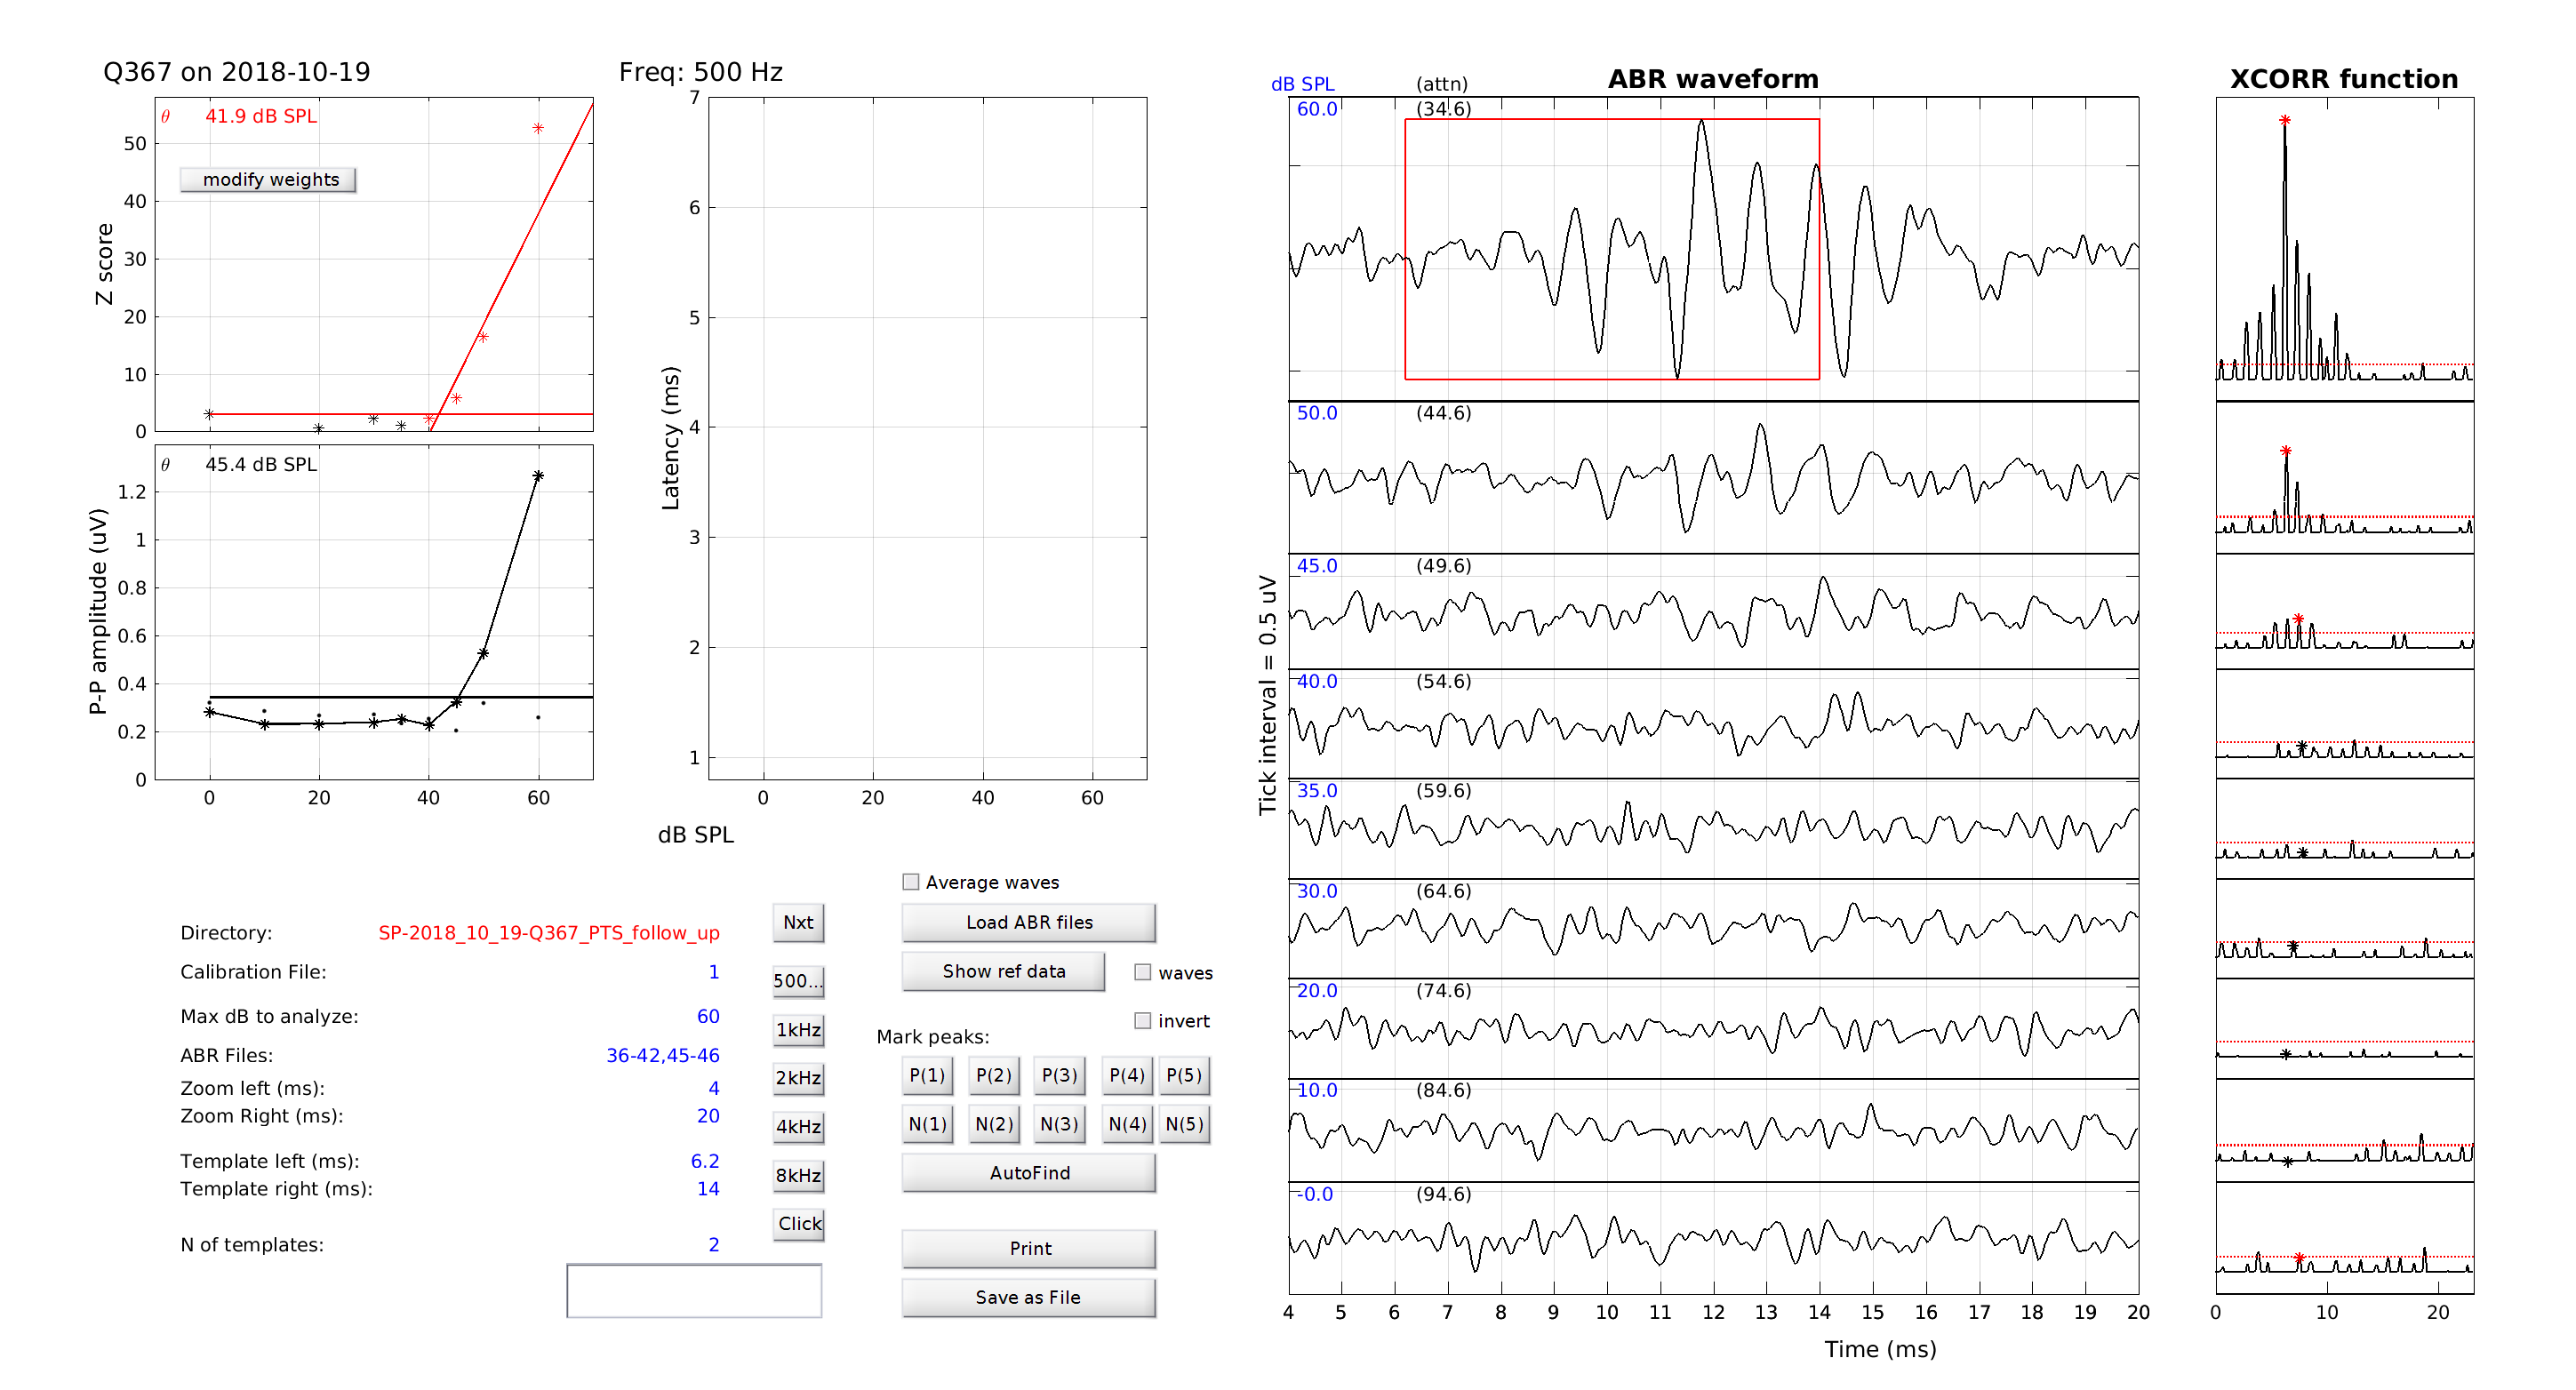 Q367 on 2018-10-19
θ 41.9 dB SPL
modify weights
Z score
50
40
30
20
10
0
θ 45.4 dB SPL
P-P amplitude (uV)
1.2
1
0.8
0.6
0.4
0.2
0
0 20 40 60
Freq: 500 Hz
Latency (ms)
7
6
5
4
3
2
1
0 20 40 60
dB SPL
Directory: SP-2018_10_19-Q367_PTS_follow_up
Calibration File: 1
Max dB to analyze: 60
ABR Files: 36-42,45-46
Zoom left (ms): 4
Zoom Right (ms): 20
Template left (ms): 6.2
Template right (ms): 14
N of templates: 2
Nxt
500...
1kHz
2kHz
4kHz
8kHz
Click
Average waves
Load ABR files
Show ref data
waves
invert
Mark peaks:
P(1) P(2) P(3) P(4) P(5)
N(1) N(2) N(3) N(4) N(5)
AutoFind
Print
Save as File
dB SPL (attn) ABR waveform
60.0 (34.6)
50.0 (44.6)
45.0 (49.6)
40.0 (54.6)
35.0 (59.6)
30.0 (64.6)
20.0 (74.6)
10.0 (84.6)
-0.0 (94.6)
Tick interval = 0.5 uV
4 5 6 7 8 9 10 11 12 13 14 15 16 17 18 19 20
Time (ms)
XCORR function
0 10 20